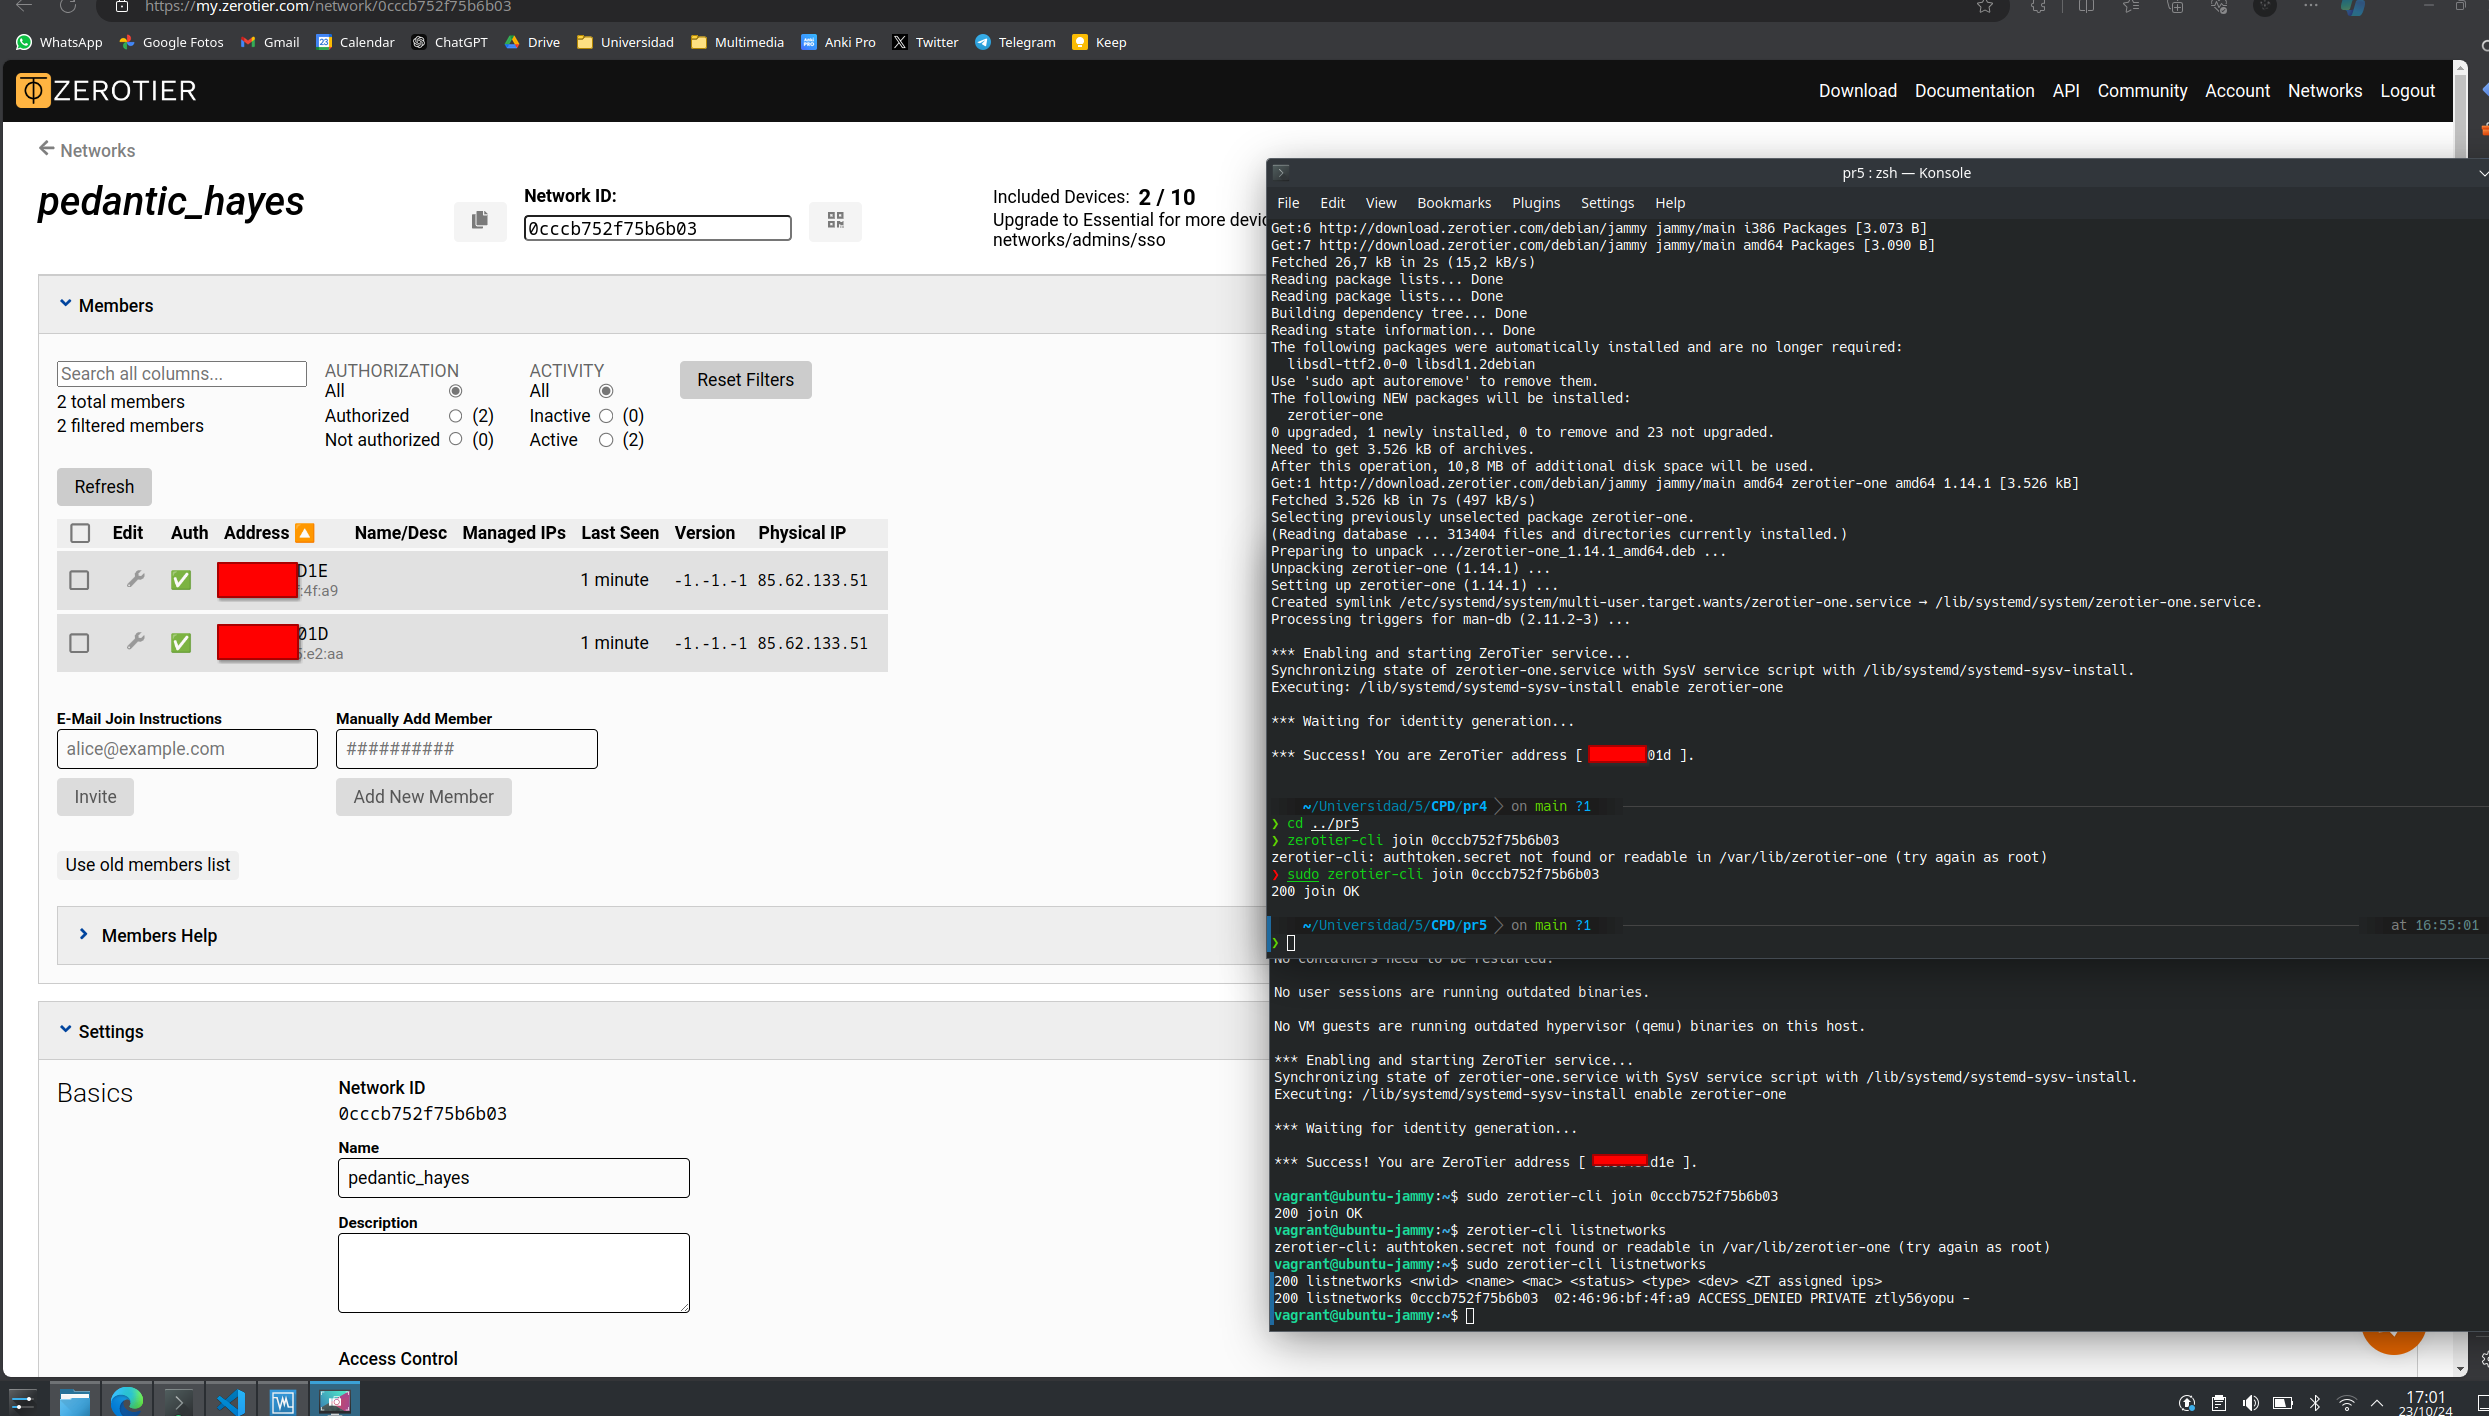 https://my.zerotier.com/network/0cccb752f75b6b03
WhatsApp Google Fotos Gmail Calendar ChatGPT Drive Universidad Multimedia Anki Pro Twitter Telegram Keep
ZEROTIER
Download Documentation API Community Account Networks Logout
Networks
pedantic_hayes
Network ID:
0cccb752f75b6b03
Included Devices: 2 / 10
Upgrade to Essential for more
networks/admins/sso
Members
Search all columns...
2 total members
2 filtered members
AUTHORIZATION
All
Authorized (2)
Not authorized (0)
ACTIVITY
All
Inactive (0)
Active (2)
Reset Filters
Refresh
Edit Auth Address Name/Desc Managed IPs Last Seen Version Physical IP
D1E
:4f:a9
1 minute -1.-1.-1 85.62.133.51
01D
:e2:aa
1 minute -1.-1.-1 85.62.133.51
E-Mail Join Instructions
alice@example.com
Invite
Manually Add Member
##########
Add New Member
Use old members list
Members Help
Settings
Basics
Network ID
0cccb752f75b6b03
Name
pedantic_hayes
Description
Access Control
pr5 : zsh — Konsole
File Edit View Bookmarks Plugins Settings Help
Get:6 http://download.zerotier.com/debian/jammy jammy/main i386 Packages [3.073 B]
Get:7 http://download.zerotier.com/debian/jammy jammy/main amd64 Packages [3.090 B]
Fetched 26,7 kB in 2s (15,2 kB/s)
Reading package lists... Done
Reading package lists... Done
Building dependency tree... Done
Reading state information... Done
The following packages were automatically installed and are no longer required:
libsdl-ttf2.0-0 libsdl1.2debian
Use 'sudo apt autoremove' to remove them.
The following NEW packages will be installed:
zerotier-one
0 upgraded, 1 newly installed, 0 to remove and 23 not upgraded.
Need to get 3.526 kB of archives.
After this operation, 10,8 MB of additional disk space will be used.
Get:1 http://download.zerotier.com/debian/jammy jammy/main amd64 zerotier-one amd64 1.14.1 [3.526 kB]
Fetched 3.526 kB in 7s (497 kB/s)
Selecting previously unselected package zerotier-one.
(Reading database ... 313404 files and directories currently installed.)
Preparing to unpack .../zerotier-one_1.14.1_amd64.deb ...
Unpacking zerotier-one (1.14.1) ...
Setting up zerotier-one (1.14.1) ...
Created symlink /etc/systemd/system/multi-user.target.wants/zerotier-one.service → /lib/systemd/system/zerotier-one.service.
Processing triggers for man-db (2.11.2-3) ...
*** Enabling and starting ZeroTier service...
Synchronizing state of zerotier-one.service with SysV service script with /lib/systemd/systemd-sysv-install.
Executing: /lib/systemd/systemd-sysv-install enable zerotier-one
*** Waiting for identity generation...
*** Success! You are ZeroTier address [ 01d ].
~/Universidad/5/CPD/pr4 > on main ?1
❯ cd ../pr5
❯ zerotier-cli join 0cccb752f75b6b03
zerotier-cli: authtoken.secret not found or readable in /var/lib/zerotier-one (try again as root)
❯ sudo zerotier-cli join 0cccb752f75b6b03
200 join OK
~/Universidad/5/CPD/pr5 > on main ?1 at 16:55:01
❯
No containers need to be restarted.
No user sessions are running outdated binaries.
No VM guests are running outdated hypervisor (qemu) binaries on this host.
*** Enabling and starting ZeroTier service...
Synchronizing state of zerotier-one.service with SysV service script with /lib/systemd/systemd-sysv-install.
Executing: /lib/systemd/systemd-sysv-install enable zerotier-one
*** Waiting for identity generation...
*** Success! You are ZeroTier address [ d1e ].
vagrant@ubuntu-jammy:~$ sudo zerotier-cli join 0cccb752f75b6b03
200 join OK
vagrant@ubuntu-jammy:~$ zerotier-cli listnetworks
zerotier-cli: authtoken.secret not found or readable in /var/lib/zerotier-one (try again as root)
vagrant@ubuntu-jammy:~$ sudo zerotier-cli listnetworks
200 listnetworks <nwid> <name> <mac> <status> <type> <dev> <ZT assigned ips>
200 listnetworks 0cccb752f75b6b03 02:46:96:bf:4f:a9 ACCESS_DENIED PRIVATE ztly56yopu -
vagrant@ubuntu-jammy:~$
17:01
23/10/24